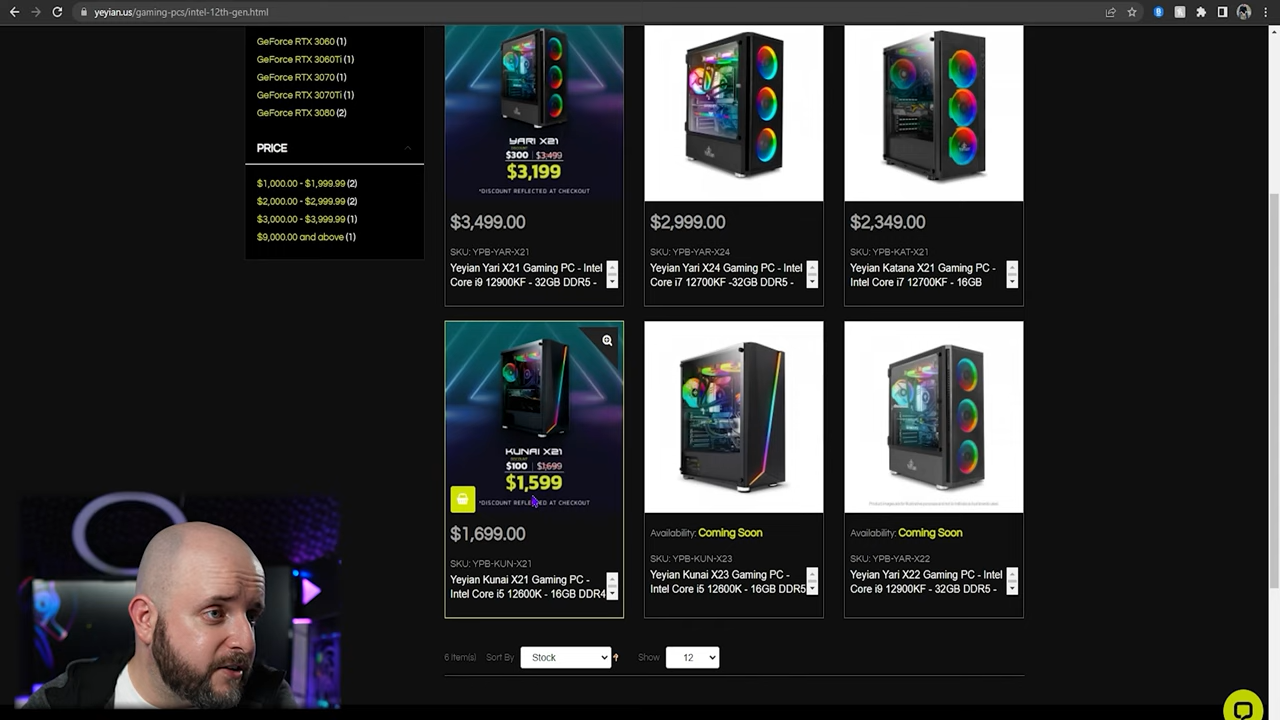 yeyian.us/gaming-pcs/intel-12th-gen.html
GeForce RTX 3060 (1)
GeForce RTX 3060Ti (1)
GeForce RTX 3070 (1)
GeForce RTX 3070Ti (1)
GeForce RTX 3080 (2)
PRICE
$1,000.00 - $1,999.99 (2)
$2,000.00 - $2,999.99 (2)
$3,000.00 - $3,999.99 (1)
$9,000.00 and above (1)
YARI X21
DISCOUNT
$300 $3,499
$3,199
*DISCOUNT REFLECTED AT CHECKOUT
$3,499.00
SKU: YPB-YAR-X21
Yeyian Yari X21 Gaming PC - Intel
Core i9 12900KF - 32GB DDR5 -
$2,999.00
SKU: YPB-YAR-X24
Yeyian Yari X24 Gaming PC - Intel
Core i7 12700KF -32GB DDR5 -
$2,349.00
SKU: YPB-KAT-X21
Yeyian Katana X21 Gaming PC -
Intel Core i7 12700KF - 16GB
KUNAI X21
DISCOUNT
$100 $1,699
$1,599
*DISCOUNT REFLECTED AT CHECKOUT
$1,699.00
SKU: YPB-KUN-X21
Yeyian Kunai X21 Gaming PC -
Intel Core i5 12600K - 16GB DDR4
Availability: Coming Soon
SKU: YPB-KUN-X23
Yeyian Kunai X23 Gaming PC -
Intel Core i5 12600K - 16GB DDR5
Availability: Coming Soon
SKU: YPB-YAR-X22
Yeyian Yari X22 Gaming PC - Intel
Core i9 12900KF - 32GB DDR5 -
6 Item(s) Sort By Stock Show 12